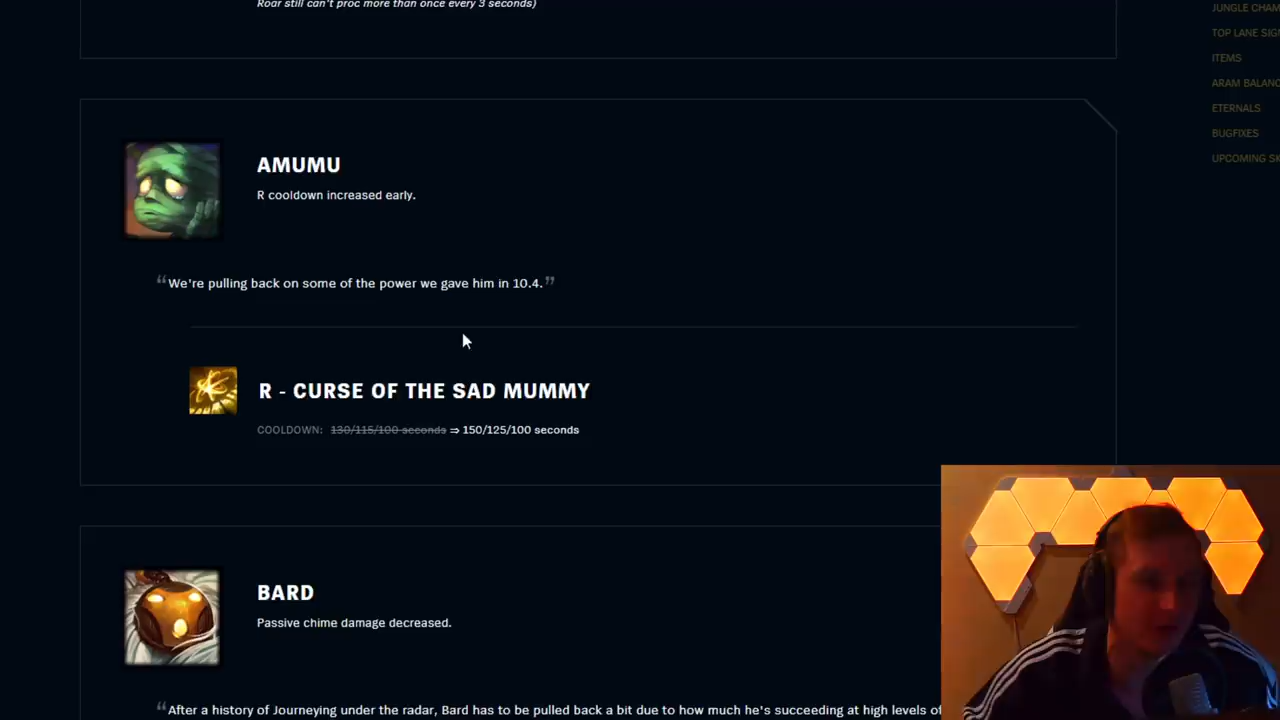 Roar still can't proc more than once every 3 seconds)
JUNGLE CHAM
TOP LANE SIG
ITEMS
ARAM BALANC
ETERNALS
BUGFIXES
UPCOMING SK
AMUMU
R cooldown increased early.
“We're pulling back on some of the power we gave him in 10.4.”
R - CURSE OF THE SAD MUMMY
COOLDOWN: 130/115/100 seconds ⇒ 150/125/100 seconds
BARD
Passive chime damage decreased.
“After a history of Journeying under the radar, Bard has to be pulled back a bit due to how much he's succeeding at high levels of